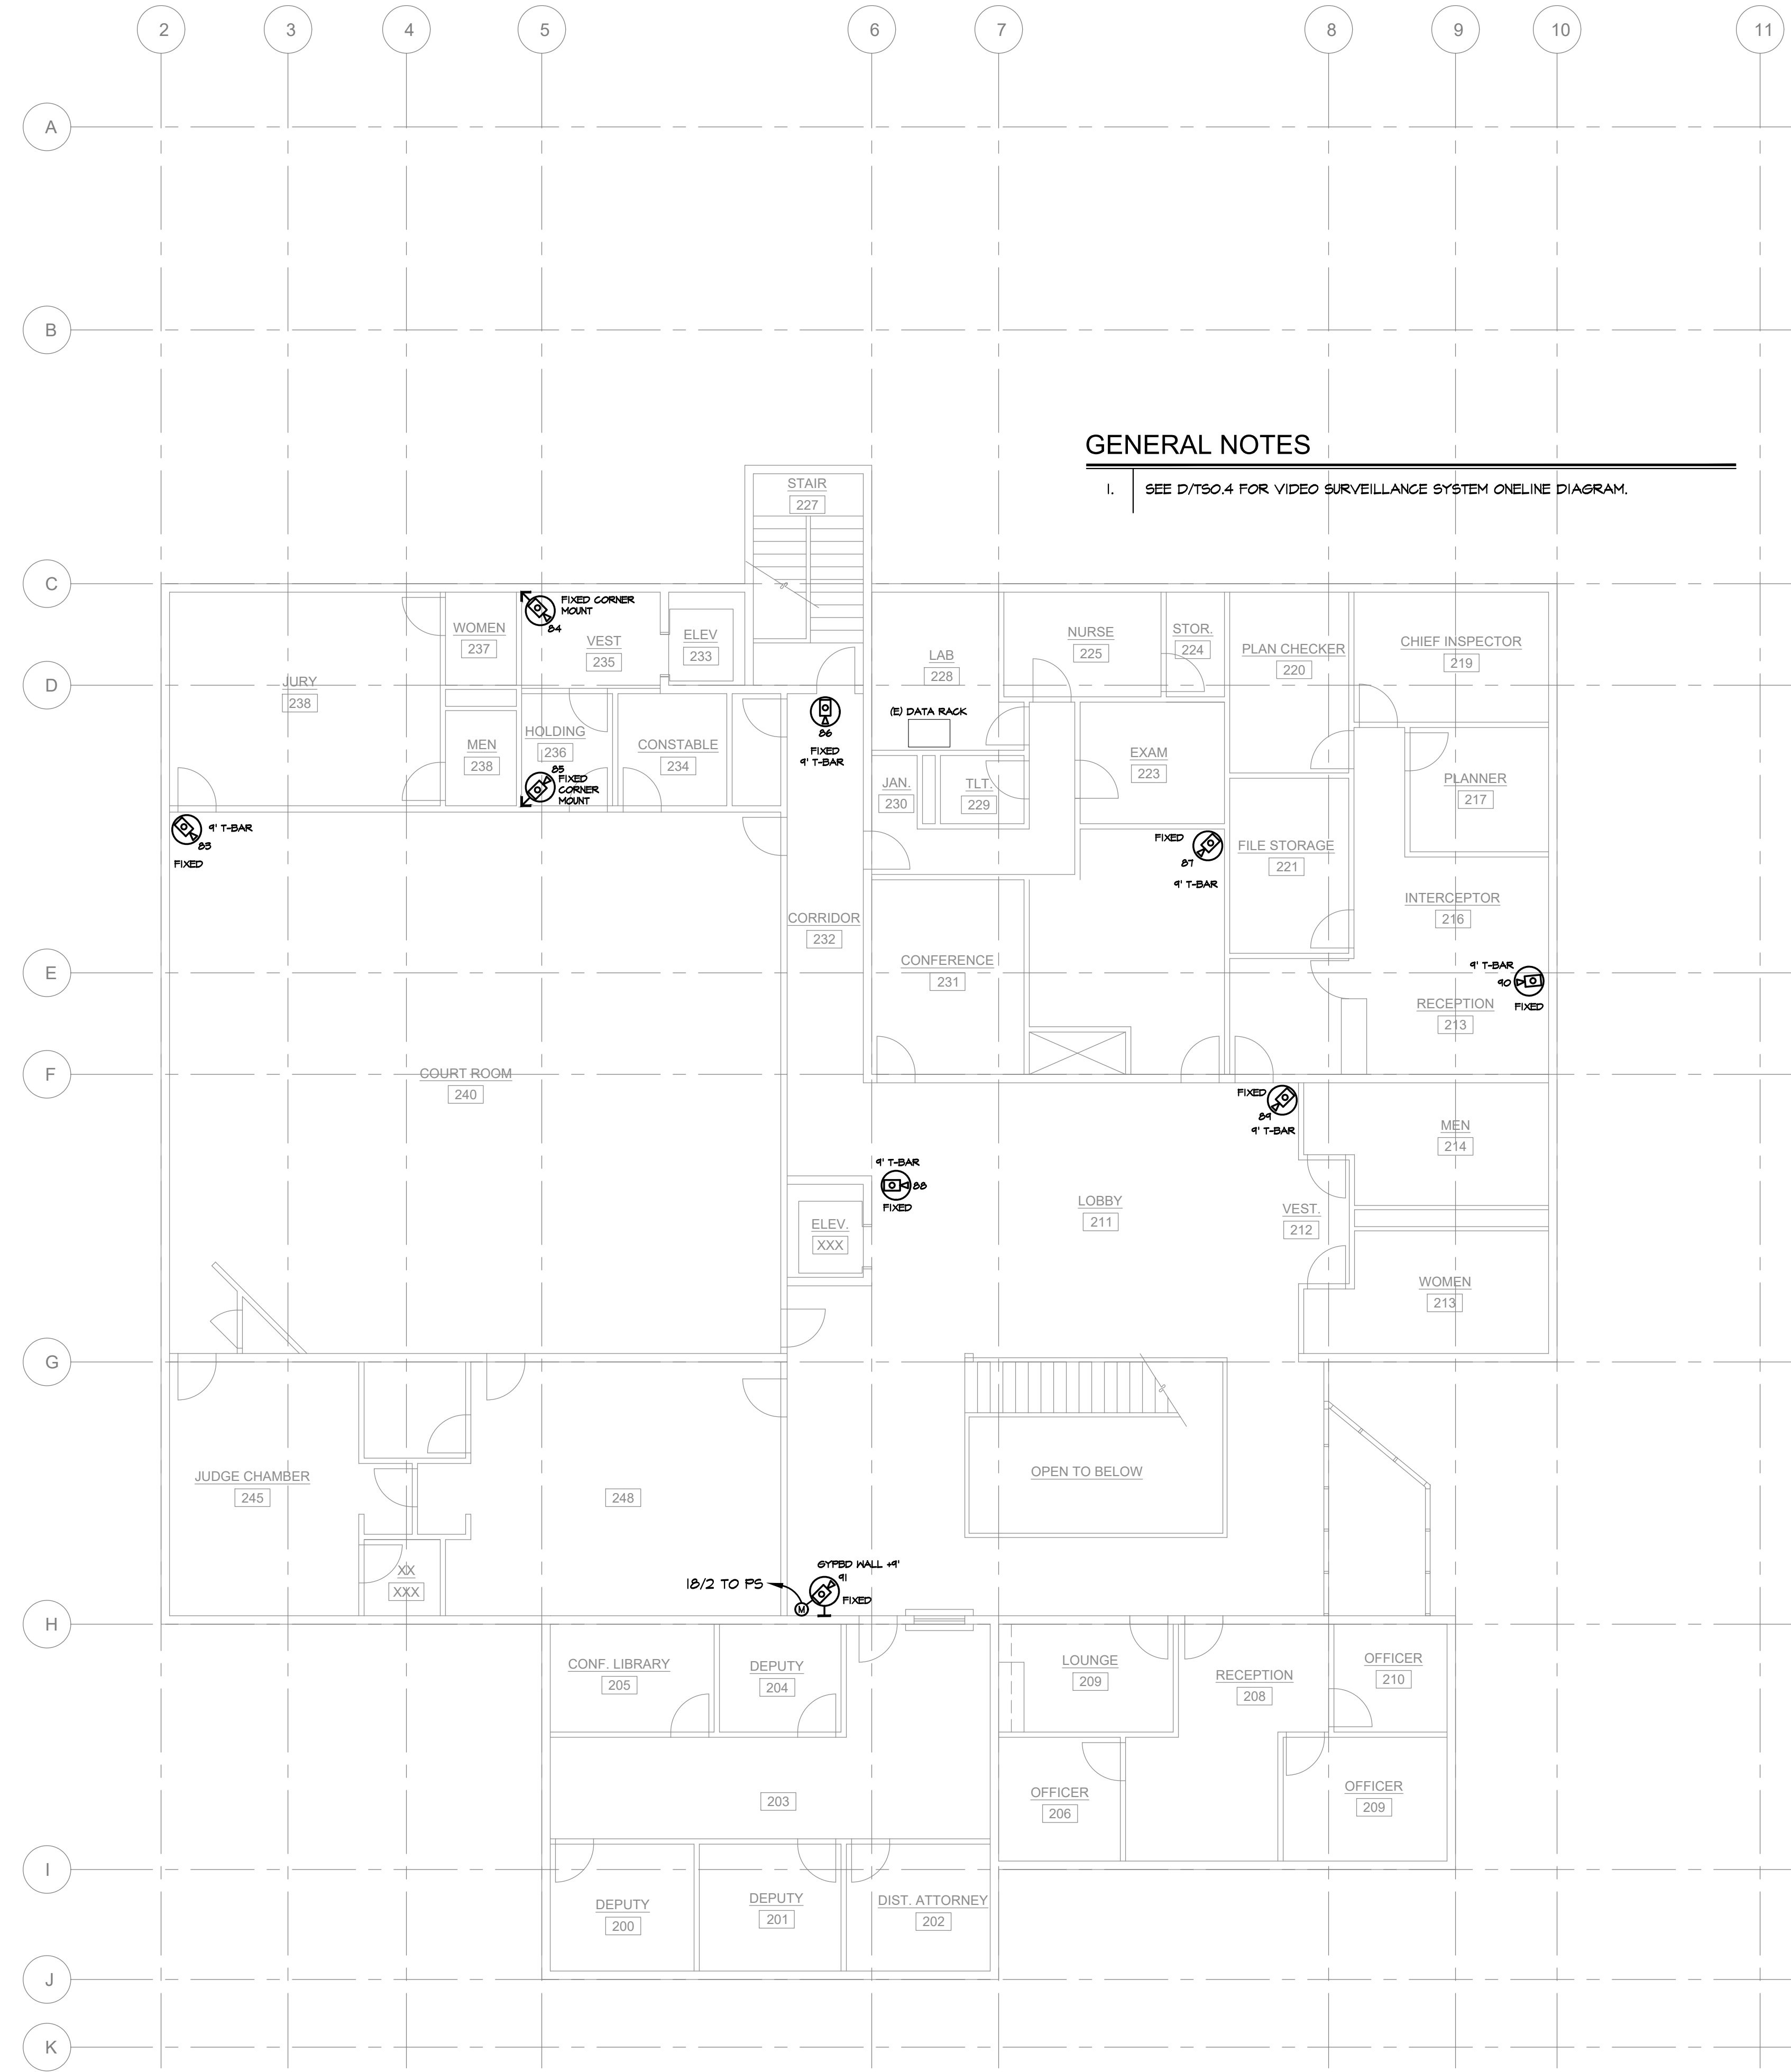 2
3
4
5
6
7
8
9
10
11
A
B
GENERAL NOTES
1. SEE D/TS0.4 FOR VIDEO SURVEILLANCE SYSTEM ONELINE DIAGRAM.
STAIR
227
C
FIXED CORNER
MOUNT
84
WOMEN
237
VEST
235
ELEV
233
LAB
228
NURSE
225
STOR.
224
PLAN CHECKER
220
CHIEF INSPECTOR
219
D
JURY
238
(E) DATA RACK
86
FIXED
9' T-BAR
HOLDING
236
MEN
238
CONSTABLE
234
EXAM
223
85
FIXED
CORNER
MOUNT
JAN.
230
TLT.
229
PLANNER
217
9' T-BAR
83
FIXED
FIXED
87
9' T-BAR
FILE STORAGE
221
INTERCEPTOR
216
CORRIDOR
232
E
CONFERENCE
231
9' T-BAR
90
FIXED
RECEPTION
213
F
COURT ROOM
240
FIXED
89
9' T-BAR
MEN
214
9' T-BAR
88
FIXED
LOBBY
211
VEST.
212
ELEV.
XXX
WOMEN
213
G
JUDGE CHAMBER
245
248
OPEN TO BELOW
XX
XXX
GYPBD WALL +9'
91
FIXED
18/2 TO PS
M
H
CONF. LIBRARY
205
DEPUTY
204
LOUNGE
209
RECEPTION
208
OFFICER
210
203
OFFICER
206
OFFICER
209
I
DEPUTY
200
DEPUTY
201
DIST. ATTORNEY
202
J
K